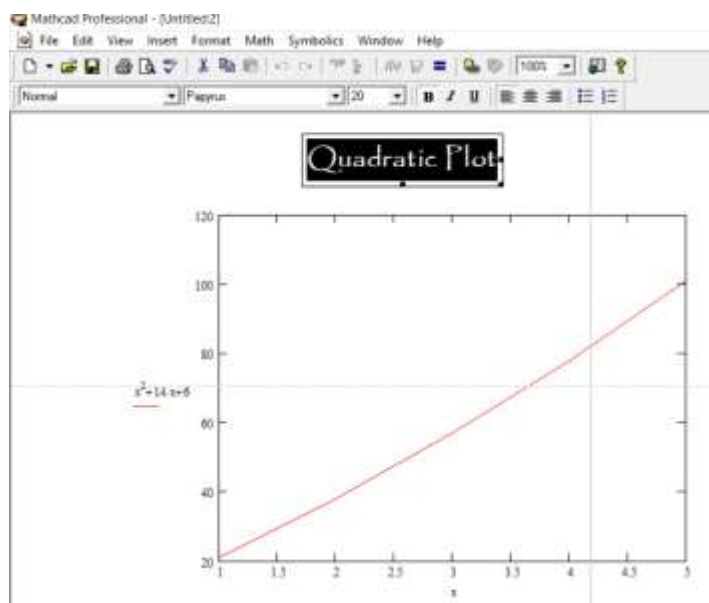 Mathcad Professional - [Untitled:2]
File Edit View Insert Format Math Symbolics Window Help
100%
Normal Papyrus 20 B I U
Quadratic Plot
120
100
80
x²+14·x+6
60
40
20
1 1.5 2 2.5 3 3.5 4 4.5 5
x